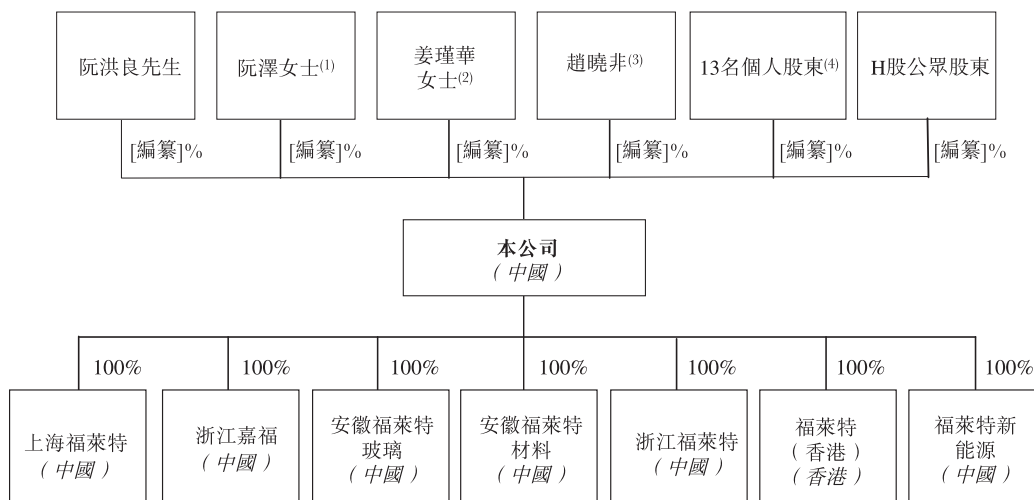 阮洪良先生
阮澤女士(1)
姜瑾華
女士(2)
趙曉非(3)
13名個人股東(4)
H股公眾股東
[編纂]%
[編纂]%
[編纂]%
[編纂]%
[編纂]%
[編纂]%
本公司
（中國）
100%
100%
100%
100%
100%
100%
100%
上海福萊特
（中國）
浙江嘉福
（中國）
安徽福萊特
玻璃
（中國）
安徽福萊特
材料
（中國）
浙江福萊特
（中國）
福萊特
（香港）
（香港）
福萊特新
能源
（中國）